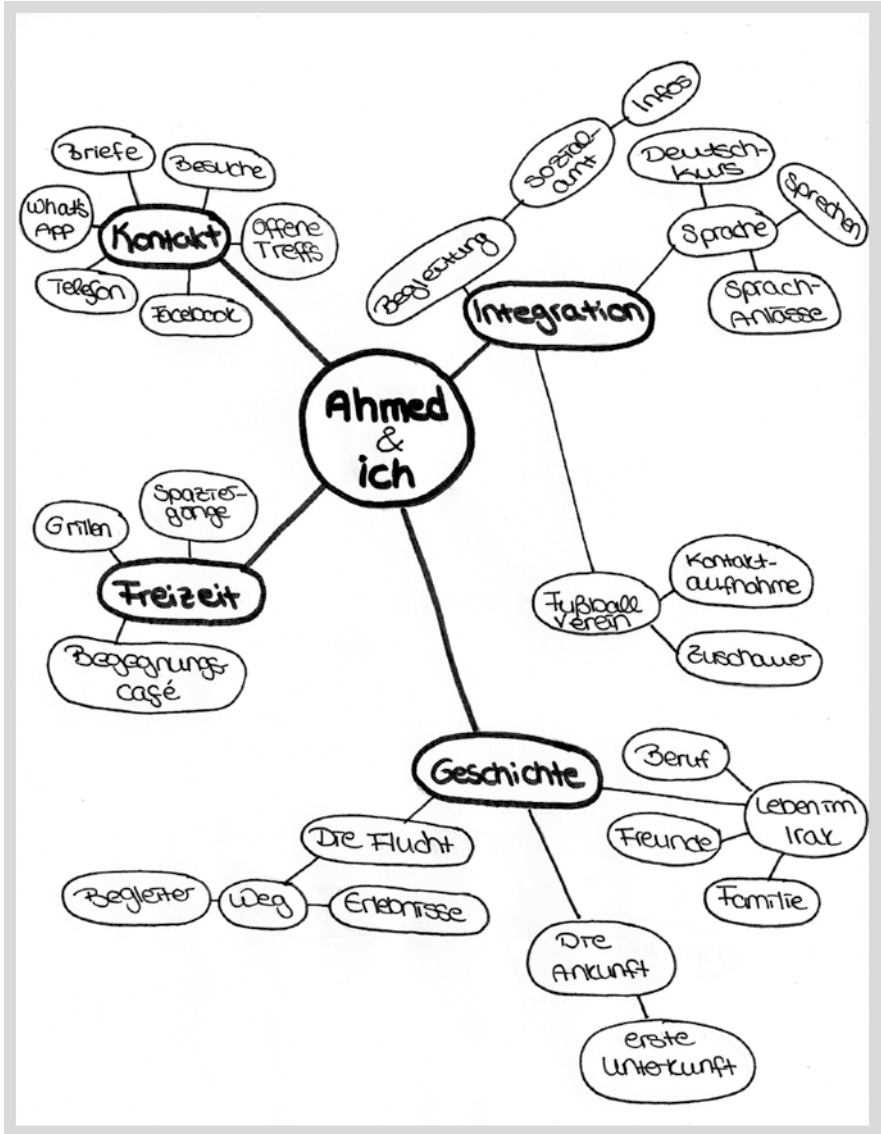 Ahmed
&
ich
Kontakt
Briefe
Besuche
What's
App
Offene
Treffs
Telefon
Facebook
Integration
Begleitung
Sozial-
amt
Infos
Sprache
Deutsch-
kurs
Sprechen
Sprach-
Anlässe
Fußball
verein
Kontakt-
aufnahme
Zuschauer
Freizeit
Grillen
Spazier-
gänge
Begegnungs-
café
Geschichte
Die Flucht
Weg
Begleiter
Erlebnisse
Leben im
Irak
Beruf
Freunde
Familie
Die
Ankunft
erste
Unterkunft